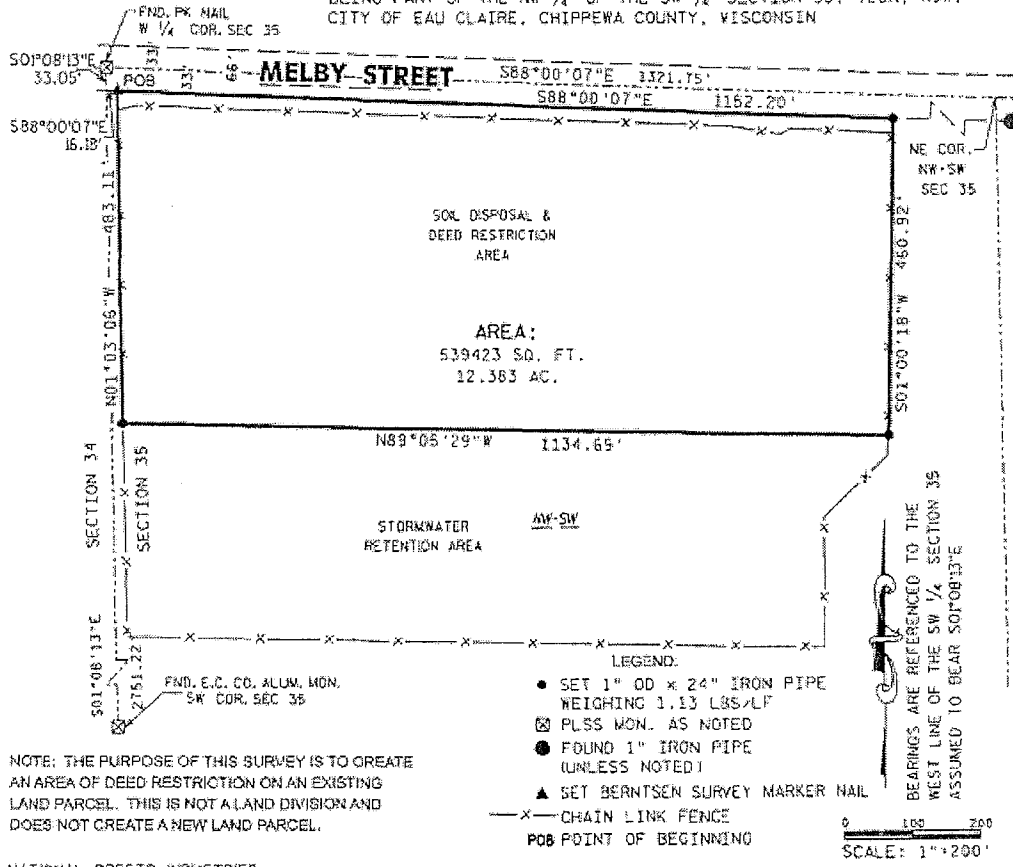 CITY OF EAU CLAIRE, CHIPPEWA COUNTY, WISCONSIN
FND. PK NAIL
W 1/4 COR. SEC 35
S01°08'13"E
33.05'
POB
33'
33'
66'
MELBY STREET
S88°00'07"E 1321.75'
S88°00'07"E 1152.20'
S88°00'07"E
16.18'
NE COR.
NW-SW
SEC 35
N01°03'06"W 483.11'
SOIL DISPOSAL &
DEED RESTRICTION
AREA
AREA:
539423 SQ. FT.
12.383 AC.
S01°00'18"W 460.92'
N89°05'29"W 1134.69'
SECTION 34
SECTION 35
STORMWATER
RETENTION AREA
NW-SW
S01°08'13"E
2751.22
FND. E.C. CO. ALUM. MON.
SW COR. SEC 35
BEARINGS ARE REFERENCED TO THE
WEST LINE OF THE SW 1/4 SECTION 35
ASSUMED TO BEAR S01°08'13"E
LEGEND:
SET 1" OD x 24" IRON PIPE
WEIGHING 1.13 LBS/LF
PLSS MON. AS NOTED
FOUND 1" IRON PIPE
(UNLESS NOTED)
SET BERNTSEN SURVEY MARKER NAIL
CHAIN LINK FENCE
POB POINT OF BEGINNING
NOTE: THE PURPOSE OF THIS SURVEY IS TO CREATE
AN AREA OF DEED RESTRICTION ON AN EXISTING
LAND PARCEL. THIS IS NOT A LAND DIVISION AND
DOES NOT CREATE A NEW LAND PARCEL.
0 100 200
SCALE: 1"=200'